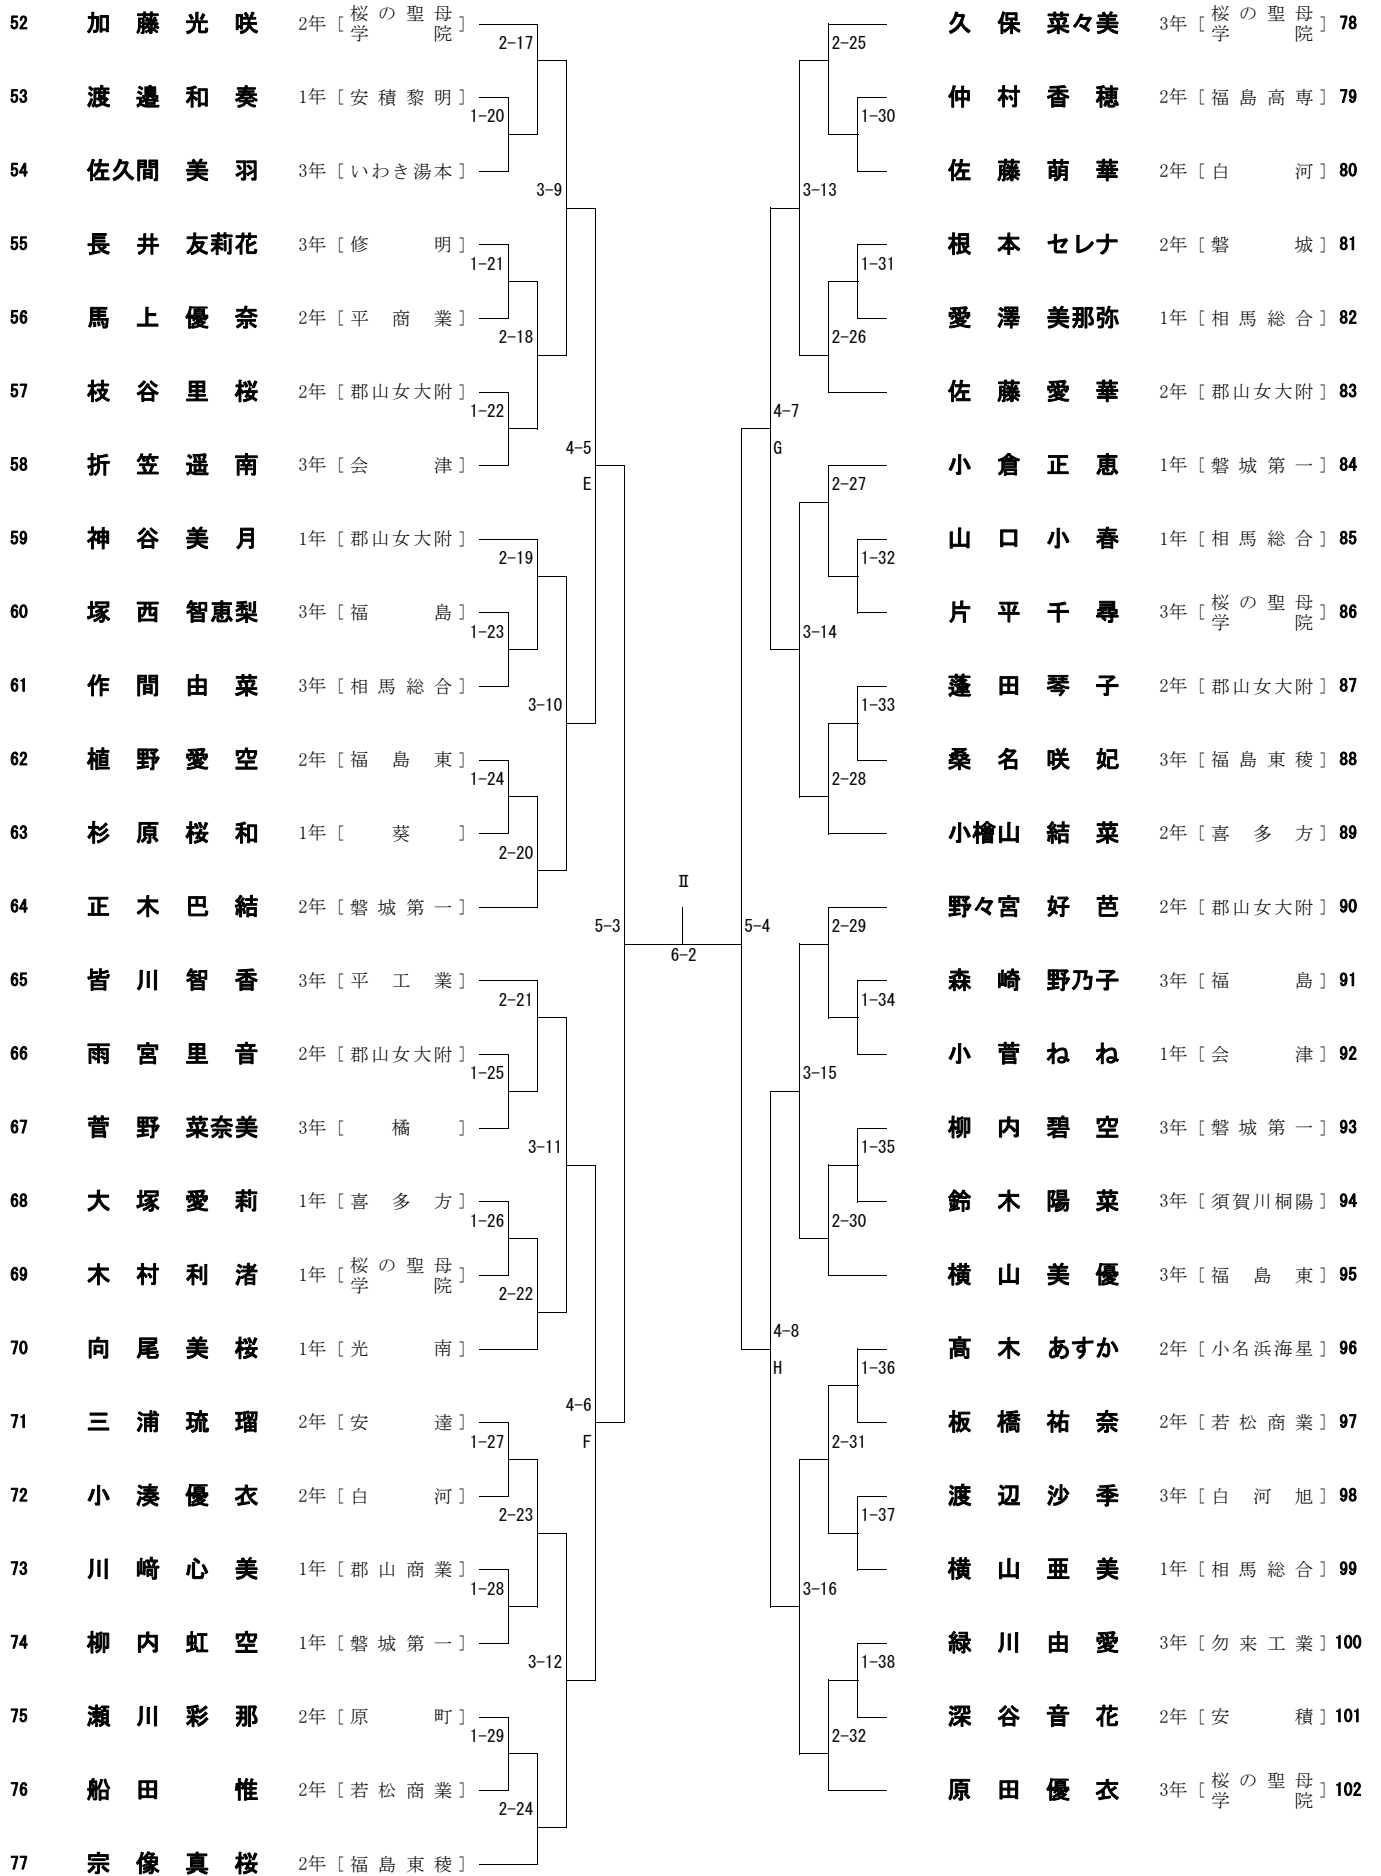 52 加藤光咲 2年 [桜の聖母学院]
2-17
53 渡邉和奏 1年 [安積黎明]
1-20
54 佐久間美羽 3年 [いわき湯本]
3-9
55 長井友莉花 3年 [修明]
1-21
56 馬上優奈 2年 [平商業]
2-18
57 枝谷里桜 2年 [郡山女大附]
1-22
4-5
58 折笠遥南 3年 [会津]
E
59 神谷美月 1年 [郡山女大附]
2-19
60 塚西智恵梨 3年 [福島]
1-23
61 作間由菜 3年 [相馬総合]
3-10
62 植野愛空 2年 [福島東]
1-24
63 杉原桜和 1年 [葵]
2-20
64 正木巴結 2年 [磐城第一]
5-3
65 皆川智香 3年 [平工業]
2-21
66 雨宮里音 2年 [郡山女大附]
1-25
67 菅野菜奈美 3年 [橘]
3-11
68 大塚愛莉 1年 [喜多方]
1-26
69 木村利渚 1年 [桜の聖母学院]
2-22
70 向尾美桜 1年 [光南]
4-6
71 三浦琉瑠 2年 [安達]
1-27
F
72 小湊優衣 2年 [白河]
2-23
73 川﨑心美 1年 [郡山商業]
1-28
74 柳内虹空 1年 [磐城第一]
3-12
75 瀬川彩那 2年 [原町]
1-29
76 船田惟 2年 [若松商業]
2-24
77 宗像真桜 2年 [福島東稜]
Ⅱ
6-2
久保菜々美 3年 [桜の聖母学院] 78
2-25
仲村香穂 2年 [福島高専] 79
1-30
佐藤萌華 2年 [白河] 80
3-13
根本セレナ 2年 [磐城] 81
1-31
愛澤美那弥 1年 [相馬総合] 82
2-26
佐藤愛華 2年 [郡山女大附] 83
4-7
G
小倉正恵 1年 [磐城第一] 84
2-27
山口小春 1年 [相馬総合] 85
1-32
片平千尋 3年 [桜の聖母学院] 86
3-14
蓬田琴子 2年 [郡山女大附] 87
1-33
桑名咲妃 3年 [福島東稜] 88
2-28
小檜山結菜 2年 [喜多方] 89
野々宮好芭 2年 [郡山女大附] 90
5-4
2-29
森崎野乃子 3年 [福島] 91
1-34
小菅ねね 1年 [会津] 92
3-15
柳内碧空 3年 [磐城第一] 93
1-35
鈴木陽菜 3年 [須賀川桐陽] 94
2-30
横山美優 3年 [福島東] 95
4-8
髙木あすか 2年 [小名浜海星] 96
H
1-36
板橋祐奈 2年 [若松商業] 97
2-31
渡辺沙季 3年 [白河旭] 98
1-37
横山亜美 1年 [相馬総合] 99
3-16
緑川由愛 3年 [勿来工業] 100
1-38
深谷音花 2年 [安積] 101
2-32
原田優衣 3年 [桜の聖母学院] 102